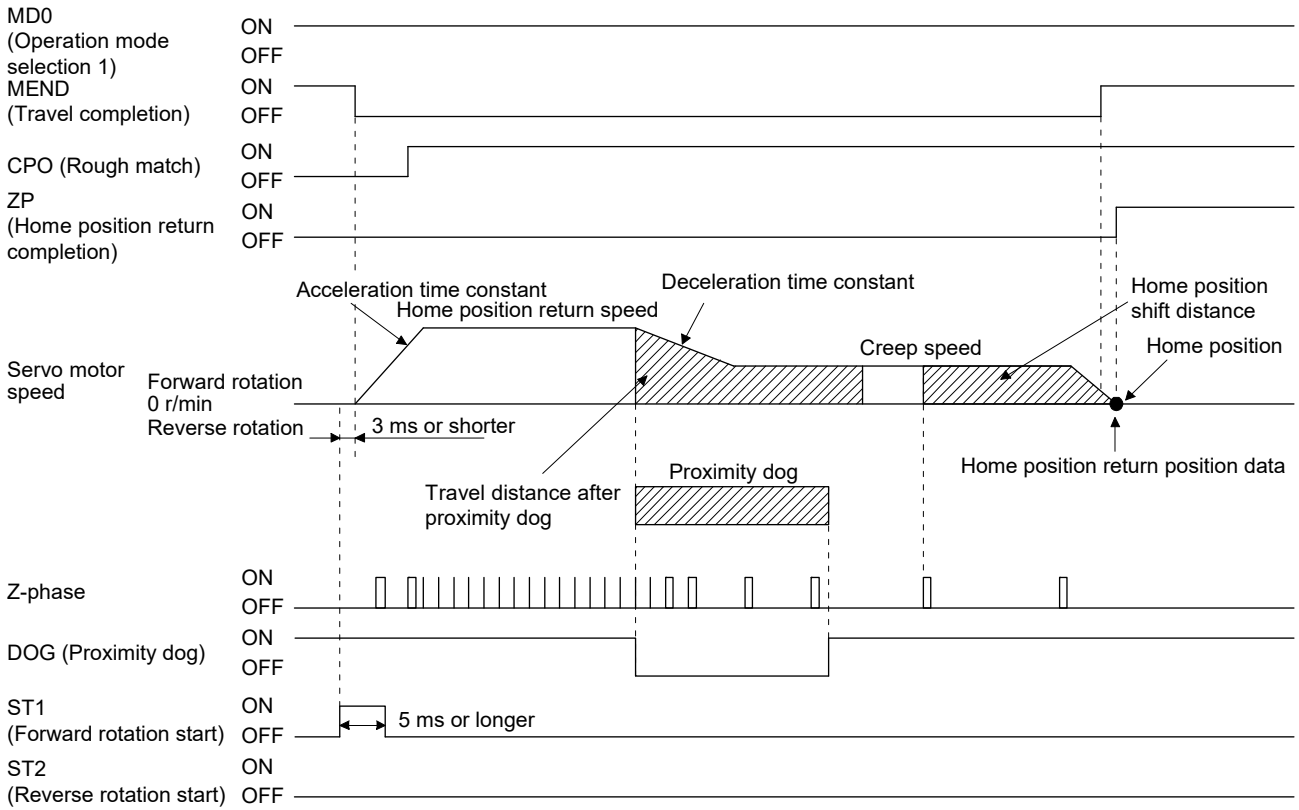 MD0
(Operation mode
selection 1)
ON
OFF
MEND
(Travel completion)
ON
OFF
CPO (Rough match)
ON
OFF
ZP
(Home position return
completion)
ON
OFF
Acceleration time constant
Home position return speed
Deceleration time constant
Home position
shift distance
Creep speed
Home position
Servo motor
speed
Forward rotation
0 r/min
Reverse rotation
3 ms or shorter
Home position return position data
Travel distance after
proximity dog
Proximity dog
Z-phase
ON
OFF
DOG (Proximity dog)
ON
OFF
ST1
(Forward rotation start)
ON
OFF
5 ms or longer
ST2
(Reverse rotation start)
ON
OFF